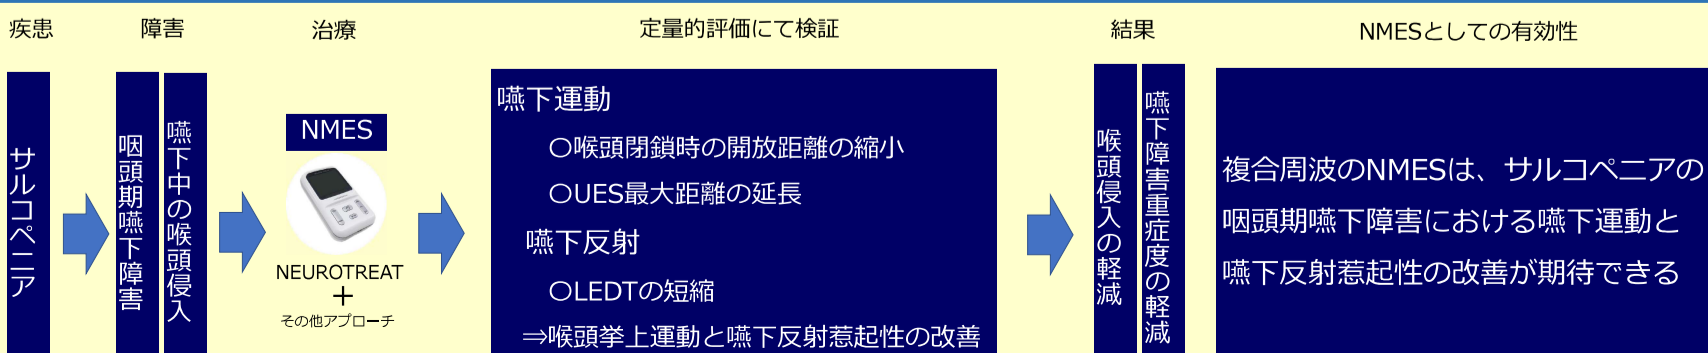 疾患
障害
治療
定量的評価にて検証
結果
NMESとしての有効性
サルコペニア
咽頭期嚥下障害
嚥下中の喉頭侵入
NMES
NEUROTREAT
＋
その他アプローチ
嚥下運動
〇喉頭閉鎖時の開放距離の縮小
〇UES最大距離の延長
嚥下反射
〇LEDTの短縮
⇒喉頭挙上運動と嚥下反射惹起性の改善
喉頭侵入の軽減
嚥下障害重症度の軽減
複合周波のNMESは、サルコペニアの
咽頭期嚥下障害における嚥下運動と
嚥下反射惹起性の改善が期待できる